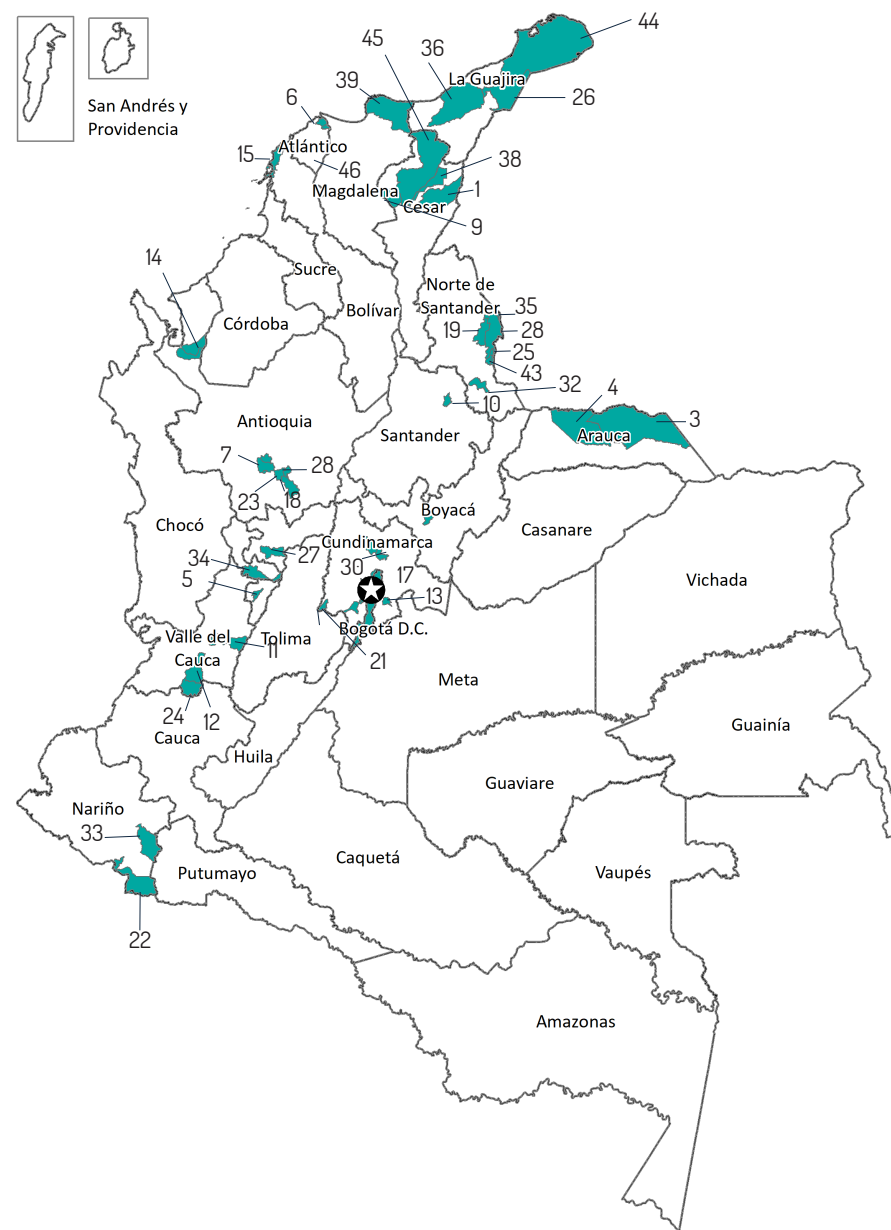 44
45
36
La Guajira
39
26
San Andrés y
Providencia
6
Atlántico
15
46
38
Magdalena
1
Cesar
9
14
Sucre
Norte de
Santander
Bolívar
35
Córdoba
19
28
25
43
32
4
10
3
Antioquia
Santander
Arauca
7
28
23
18
Boyacá
Chocó
Casanare
Cundinamarca
34
27
30
17
Vichada
5
13
Valle del
Cauca
Tolima
Bogotá D.C.
11
21
Meta
24
12
Guainía
Cauca
Huila
Guaviare
Nariño
33
Caquetá
Putumayo
Vaupés
22
Amazonas